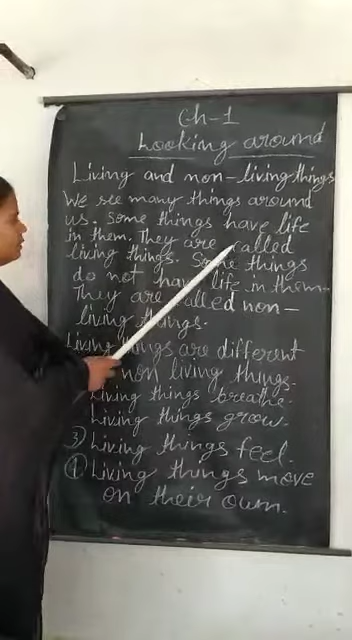 Ch-1
Looking around
Living and non-living things
We see many things around
us. Some things have life
in them. They are called
living things. Some things
do not have life in them.
They are called non-
living things.
Living things are different
non living things.
Living things breathe.
Living things grow.
③ Living things feel.
④ Living things move
on their own.